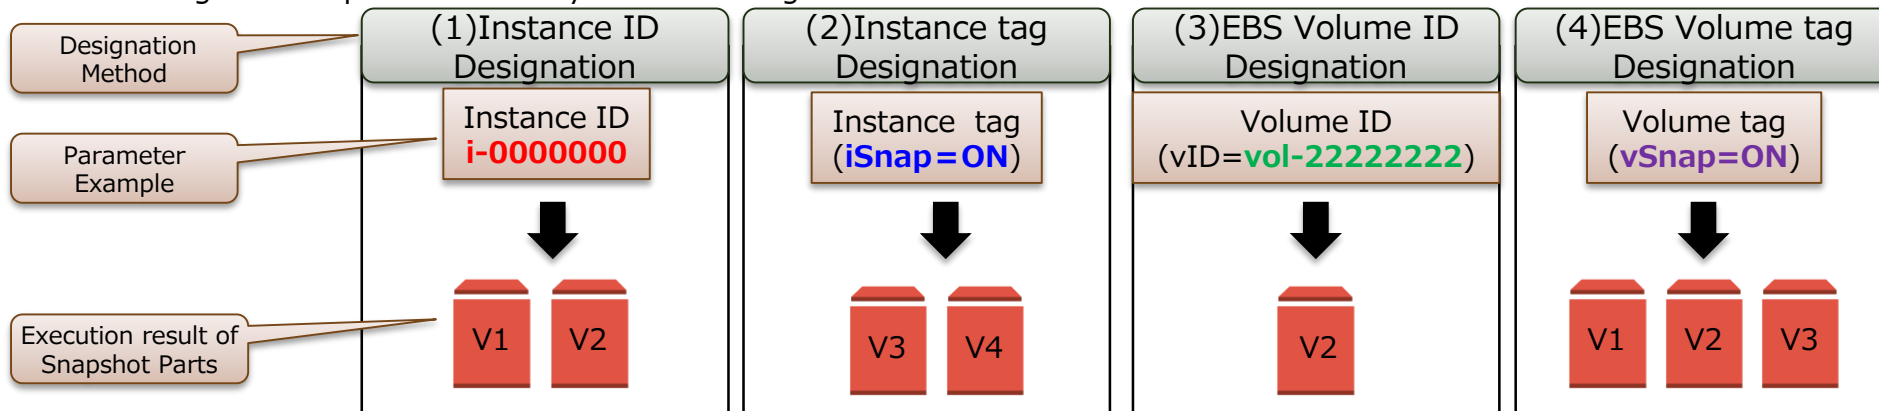 Designation
Method
(1)Instance ID
Designation
(2)Instance tag
Designation
(3)EBS Volume ID
Designation
(4)EBS Volume tag
Designation
Parameter
Example
Instance ID
i-0000000
Instance tag
(iSnap=ON)
Volume ID
(vID=vol-22222222)
Volume tag
(vSnap=ON)
Execution result of
Snapshot Parts
V1
V2
V3
V4
V2
V1
V2
V3